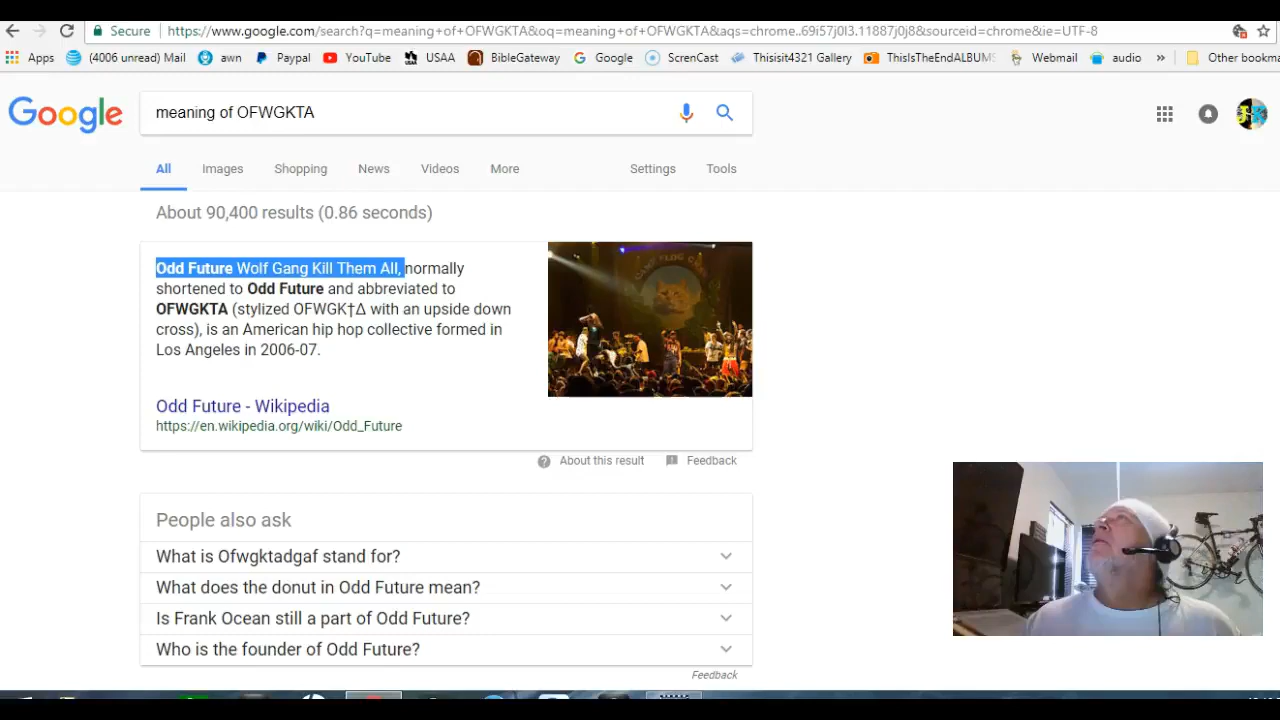 Secure
https://www.google.com/search?q=meaning+of+OFWGKTA&oq=meaning+of+OFWGKTA&aqs=chrome..69i57j0l3.11887j0j8&sourceid=chrome&ie=UTF-8
Apps (4006 unread) Mail awn Paypal YouTube USAA BibleGateway Google ScrenCast Thisisit4321 Gallery ThisIsTheEndALBUMS Webmail audio » Other bookma
Google
meaning of OFWGKTA
All Images Shopping News Videos More Settings Tools
About 90,400 results (0.86 seconds)
Odd Future Wolf Gang Kill Them All, normally
shortened to Odd Future and abbreviated to
OFWGKTA (stylized OFWGK†Δ with an upside down
cross), is an American hip hop collective formed in
Los Angeles in 2006-07.
Odd Future - Wikipedia
https://en.wikipedia.org/wiki/Odd_Future
About this result Feedback
People also ask
What is Ofwgktadgaf stand for?
What does the donut in Odd Future mean?
Is Frank Ocean still a part of Odd Future?
Who is the founder of Odd Future?
Feedback